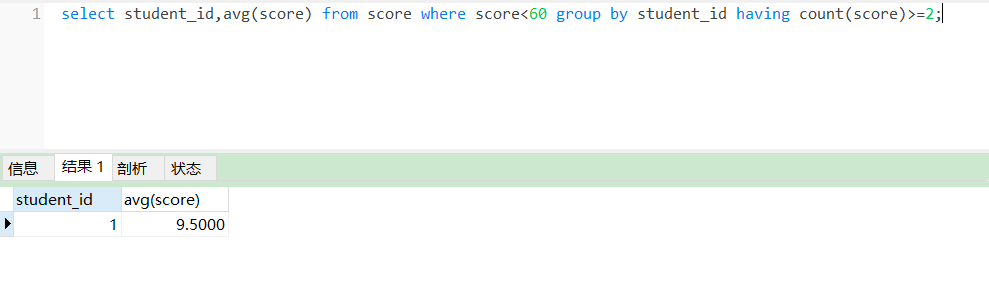 1 select student_id,avg(score) from score where score<60 group by student_id having count(score)>=2;
信息 结果 1 剖析 状态
student_id avg(score)
1 9.5000